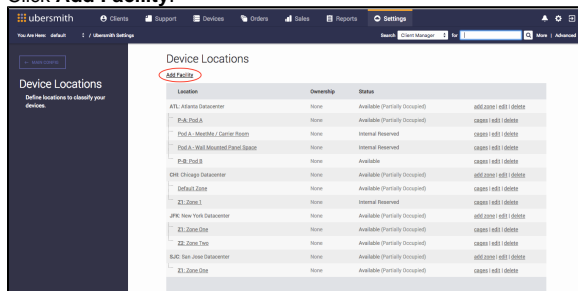 Click Add Facility.
ubersmith Clients Support Devices Orders Sales Reports Settings
You Are Here: default / Ubersmith Settings Search Client Manager for More | Advanced
Device Locations
Add Facility
Device Locations
Define locations to classify your
devices.
Location Ownership Status
ATL: Atlanta Datacenter None Available (Partially Occupied) add zone | edit | delete
P-A: Pod A None Available (Partially Occupied) cages | edit | delete
Pod A - MeetMe / Carrier Room None Internal Reserved cages | edit | delete
Pod A - Wall Mounted Panel Space None Internal Reserved cages | edit | delete
P-B: Pod B None Available cages | edit | delete
CHI: Chicago Datacenter None Available (Partially Occupied) add zone | edit | delete
Default Zone None Available (Partially Occupied) cages | edit | delete
Z1: Zone 1 None Internal Reserved cages | edit | delete
JFK: New York Datacenter None Available (Partially Occupied) add zone | edit | delete
Z1: Zone One None Available (Partially Occupied) cages | edit | delete
Z2: Zone Two None Available (Partially Occupied) cages | edit | delete
SJC: San Jose Datacenter None Available (Partially Occupied) add zone | edit | delete
Z1: Zone One None Available (Partially Occupied) cages | edit | delete